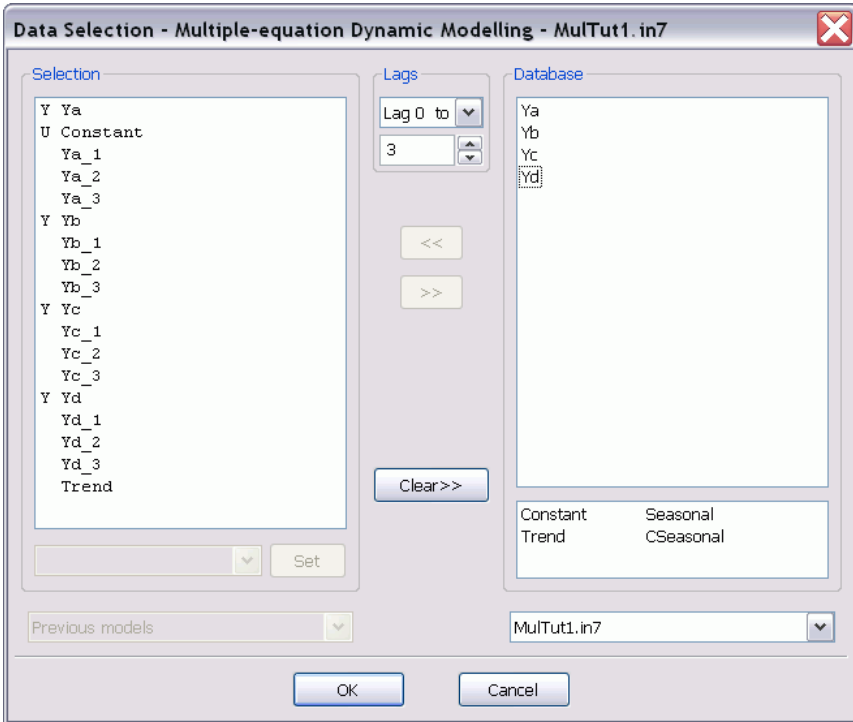 Data Selection - Multiple-equation Dynamic Modelling - MulTut1.in7
Selection
Y Ya
U Constant
Ya_1
Ya_2
Ya_3
Y Yb
Yb_1
Yb_2
Yb_3
Y Yc
Yc_1
Yc_2
Yc_3
Y Yd
Yd_1
Yd_2
Yd_3
Trend
Set
Previous models
Lags
Lag 0 to
3
<<
>>
Clear>>
Database
Ya
Yb
Yc
Yd
Constant Seasonal
Trend CSeasonal
MulTut1.in7
OK Cancel